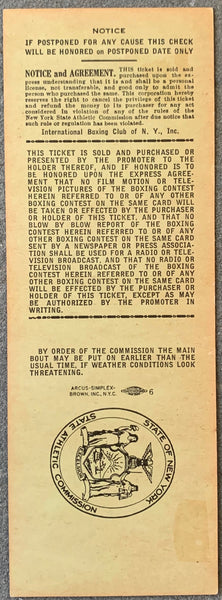 NOTICE
IF POSTPONED FOR ANY CAUSE THIS CHECK
WILL BE HONORED on POSTPONED DATE ONLY
NOTICE and AGREEMENT. THIS ticket is sold and
purchased upon the ex-
press understanding that it is and shall be a personal
license, not transferable, and good only to admit the
person who purchased the same. This corporation hereby
reserves the right to cancel the privilege of this ticket
and refund the money of its purchaser for any act
considered in violation of any of the rules of the
New York State Athletic Commission after due notice that
such rule of regulation has been violated.
International Boxing Club of N. Y., Inc.
THIS TICKET IS SOLD AND PURCHASED OR
PRESENTED BY THE PROMOTER TO THE
HOLDER THEREOF, AND IF HONORED IS TO
BE HONORED UPON THE EXPRESS AGREE-
MENT THAT NO FILM MOTION OR TELE-
VISION PICTURES OF THE BOXING CONTEST
HEREIN REFERRED TO OR OF ANY OTHER
BOXING CONTEST ON THE SAME CARD WILL
BE TAKEN OR EFFECTED BY THE PURCHASER
OR HOLDER OF THIS TICKET, AND THAT NO
BLOW BY BLOW REPORT OF THE BOXING
CONTEST HEREIN REFERRED TO OR OF ANY
OTHER BOXING CONTEST ON THE SAME CARD
SENT BY A NEWSPAPER OR PRESS ASSOCIA-
TION SHALL BE USED FOR A RADIO OR TELE-
VISION BROADCAST, AND THAT NO RADIO OR
TELEVISION BROADCAST OF THE BOXING
CONTEST HEREIN REFERRED TO OR OF ANY
OTHER BOXING CONTEST ON THE SAME CARD
WILL BE EFFECTED BY THE PURCHASER OR
HOLDER OF THIS TICKET, EXCEPT AS MAY
BE AUTHORIZED BY THE PROMOTER IN
WRITING.
BY ORDER OF THE COMMISSION THE MAIN
BOUT MAY BE PUT ON EARLIER THAN THE
USUAL TIME, IF WEATHER CONDITIONS LOOK
THREATENING.
ARCUS-SIMPLEX-
BROWN, INC., N.Y.C. 6
STATE OF NEW YORK
STATE ATHLETIC COMMISSION